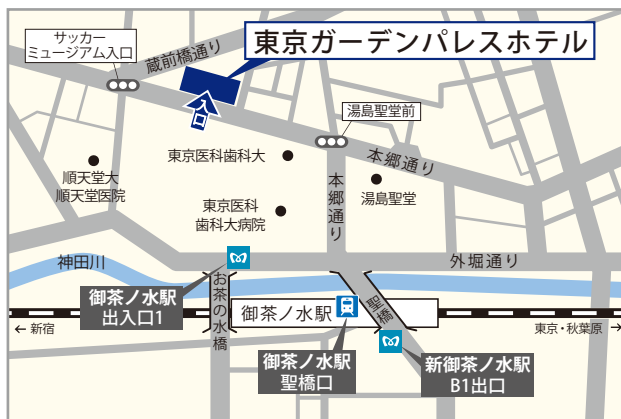 サッカー
ミュージアム入口
蔵前橋通り
東京ガーデンパレスホテル
入口
湯島聖堂前
本郷通り
東京医科歯科大
順天堂大
順天堂医院
湯島聖堂
本郷通り
東京医科
歯科大病院
神田川
外堀通り
お茶の水橋
御茶ノ水駅
出入口1
御茶ノ水駅
聖橋
← 新宿
東京・秋葉原 →
御茶ノ水駅
聖橋口
新御茶ノ水駅
B1出口